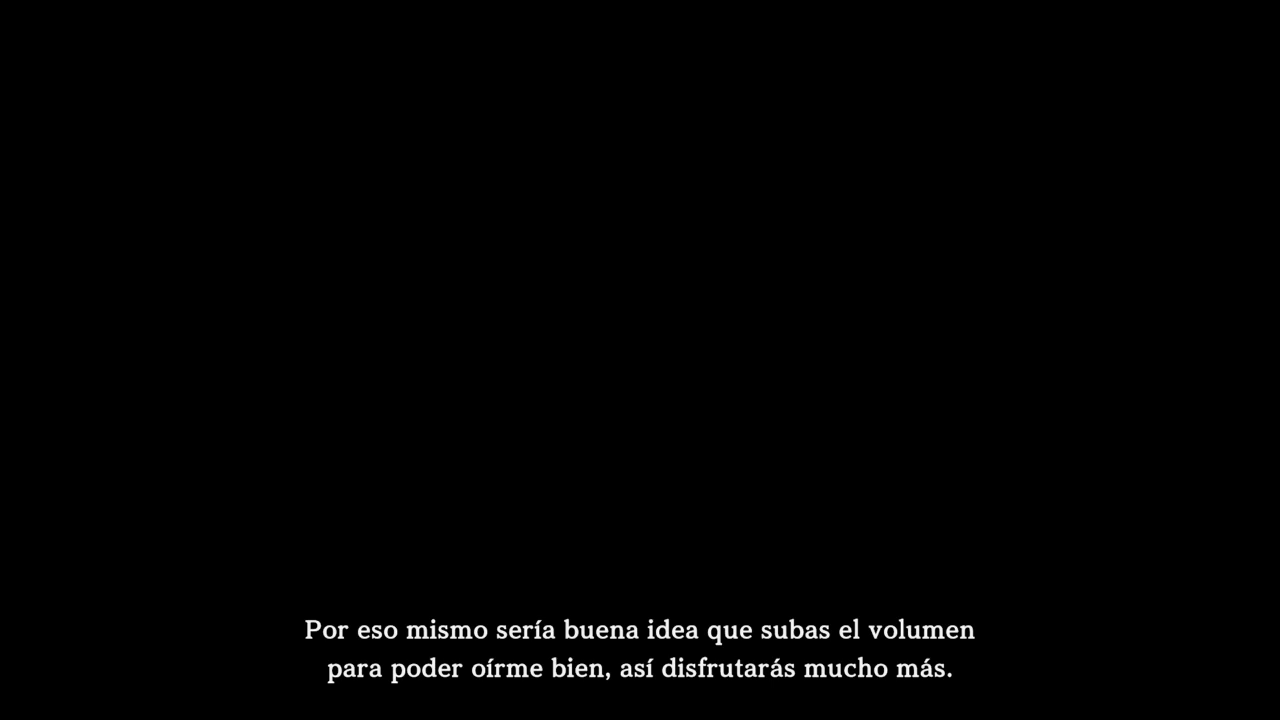 Por eso mismo sería buena idea que subas el volumen
para poder oírme bien, así disfrutarás mucho más.